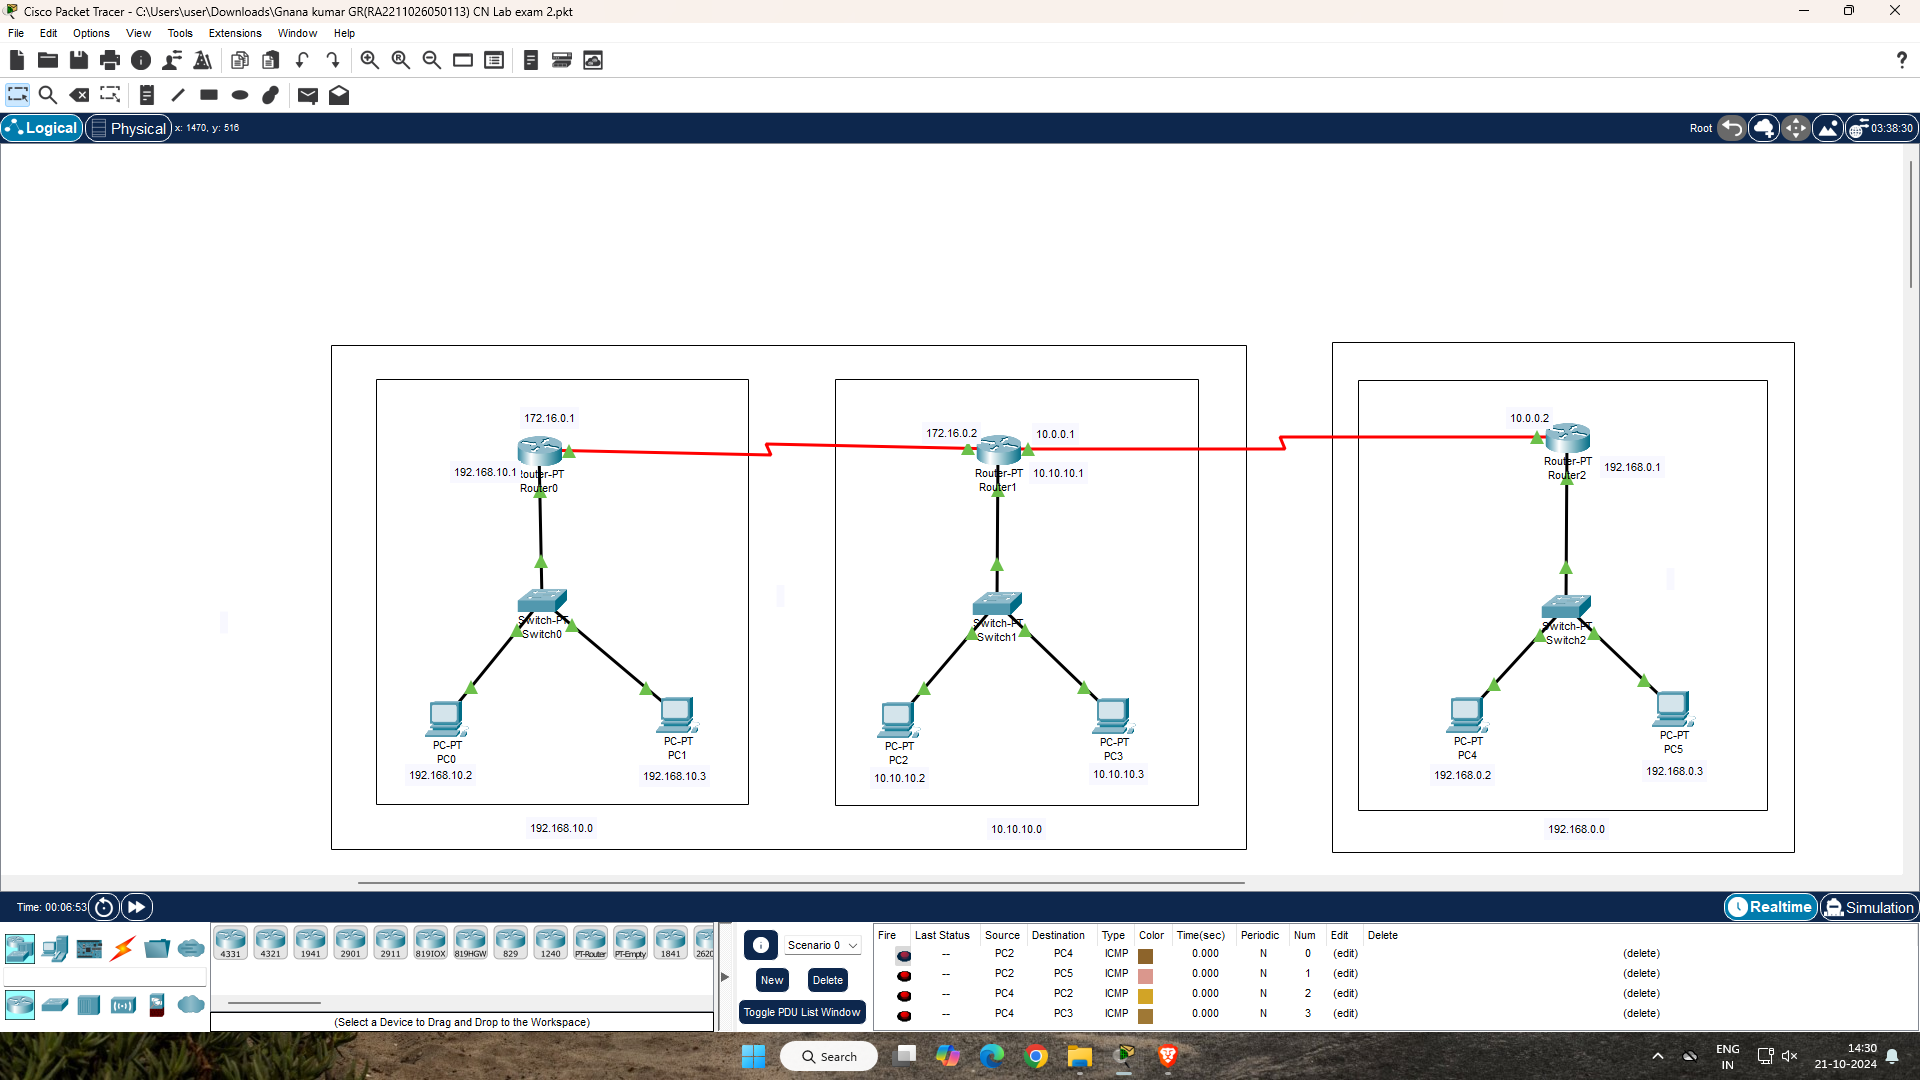 Cisco Packet Tracer - C:\Users\user\Downloads\Gnana kumar GR(RA2211026050113) CN Lab exam 2.pkt
File Edit Options View Tools Extensions Window Help
Logical Physical x: 1470, y: 516 Root 03:38:30
172.16.0.1
192.168.10.1
Router-PT
Router0
Switch-PT
Switch0
PC-PT
PC0
192.168.10.2
PC-PT
PC1
192.168.10.3
192.168.10.0
172.16.0.2
10.0.0.1
Router-PT
Router1
10.10.10.1
Switch-PT
Switch1
PC-PT
PC2
10.10.10.2
PC-PT
PC3
10.10.10.3
10.10.10.0
10.0.0.2
Router-PT
Router2
192.168.0.1
Switch-PT
Switch2
PC-PT
PC4
192.168.0.2
PC-PT
PC5
192.168.0.3
192.168.0.0
Time: 00:06:53 Realtime Simulation
4331 4321 1941 2901 2911 819IOX 819HGW 829 1240 PT-Router PT-Empty 1841 2620
(Select a Device to Drag and Drop to the Workspace)
Scenario 0
New Delete
Toggle PDU List Window
Fire Last Status Source Destination Type Color Time(sec) Periodic Num Edit Delete
-- PC2 PC4 ICMP 0.000 N 0 (edit) (delete)
-- PC2 PC5 ICMP 0.000 N 1 (edit) (delete)
-- PC4 PC2 ICMP 0.000 N 2 (edit) (delete)
-- PC4 PC3 ICMP 0.000 N 3 (edit) (delete)
Search
ENG
IN
14:30
21-10-2024